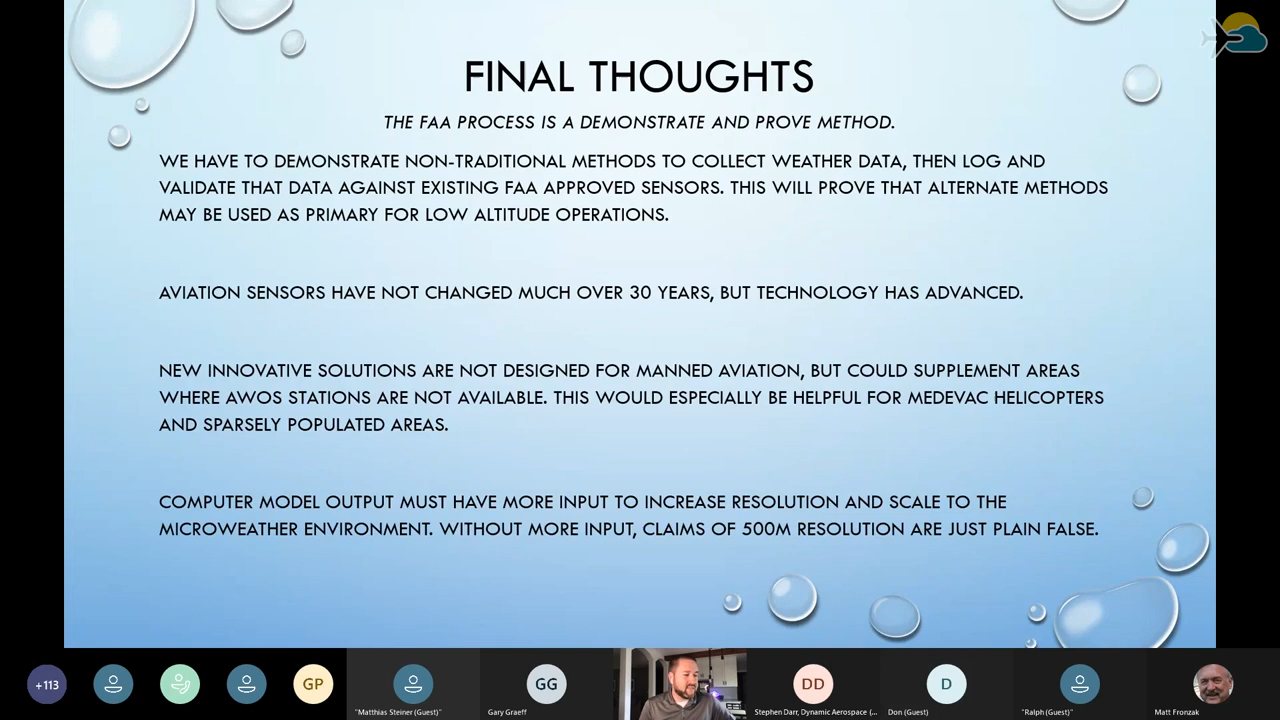 FINAL THOUGHTS
THE FAA PROCESS IS A DEMONSTRATE AND PROVE METHOD.
WE HAVE TO DEMONSTRATE NON-TRADITIONAL METHODS TO COLLECT WEATHER DATA, THEN LOG AND
VALIDATE THAT DATA AGAINST EXISTING FAA APPROVED SENSORS. THIS WILL PROVE THAT ALTERNATE METHODS
MAY BE USED AS PRIMARY FOR LOW ALTITUDE OPERATIONS.
AVIATION SENSORS HAVE NOT CHANGED MUCH OVER 30 YEARS, BUT TECHNOLOGY HAS ADVANCED.
NEW INNOVATIVE SOLUTIONS ARE NOT DESIGNED FOR MANNED AVIATION, BUT COULD SUPPLEMENT AREAS
WHERE AWOS STATIONS ARE NOT AVAILABLE. THIS WOULD ESPECIALLY BE HELPFUL FOR MEDEVAC HELICOPTERS
AND SPARSELY POPULATED AREAS.
COMPUTER MODEL OUTPUT MUST HAVE MORE INPUT TO INCREASE RESOLUTION AND SCALE TO THE
MICROWEATHER ENVIRONMENT. WITHOUT MORE INPUT, CLAIMS OF 500M RESOLUTION ARE JUST PLAIN FALSE.
+113
GP
GG
DD
D
"Matthias Steiner (Guest)"
Gary Graeff
Stephen Darr, Dynamic Aerospace (...
Don (Guest)
"Ralph (Guest)"
Matt Fronzak